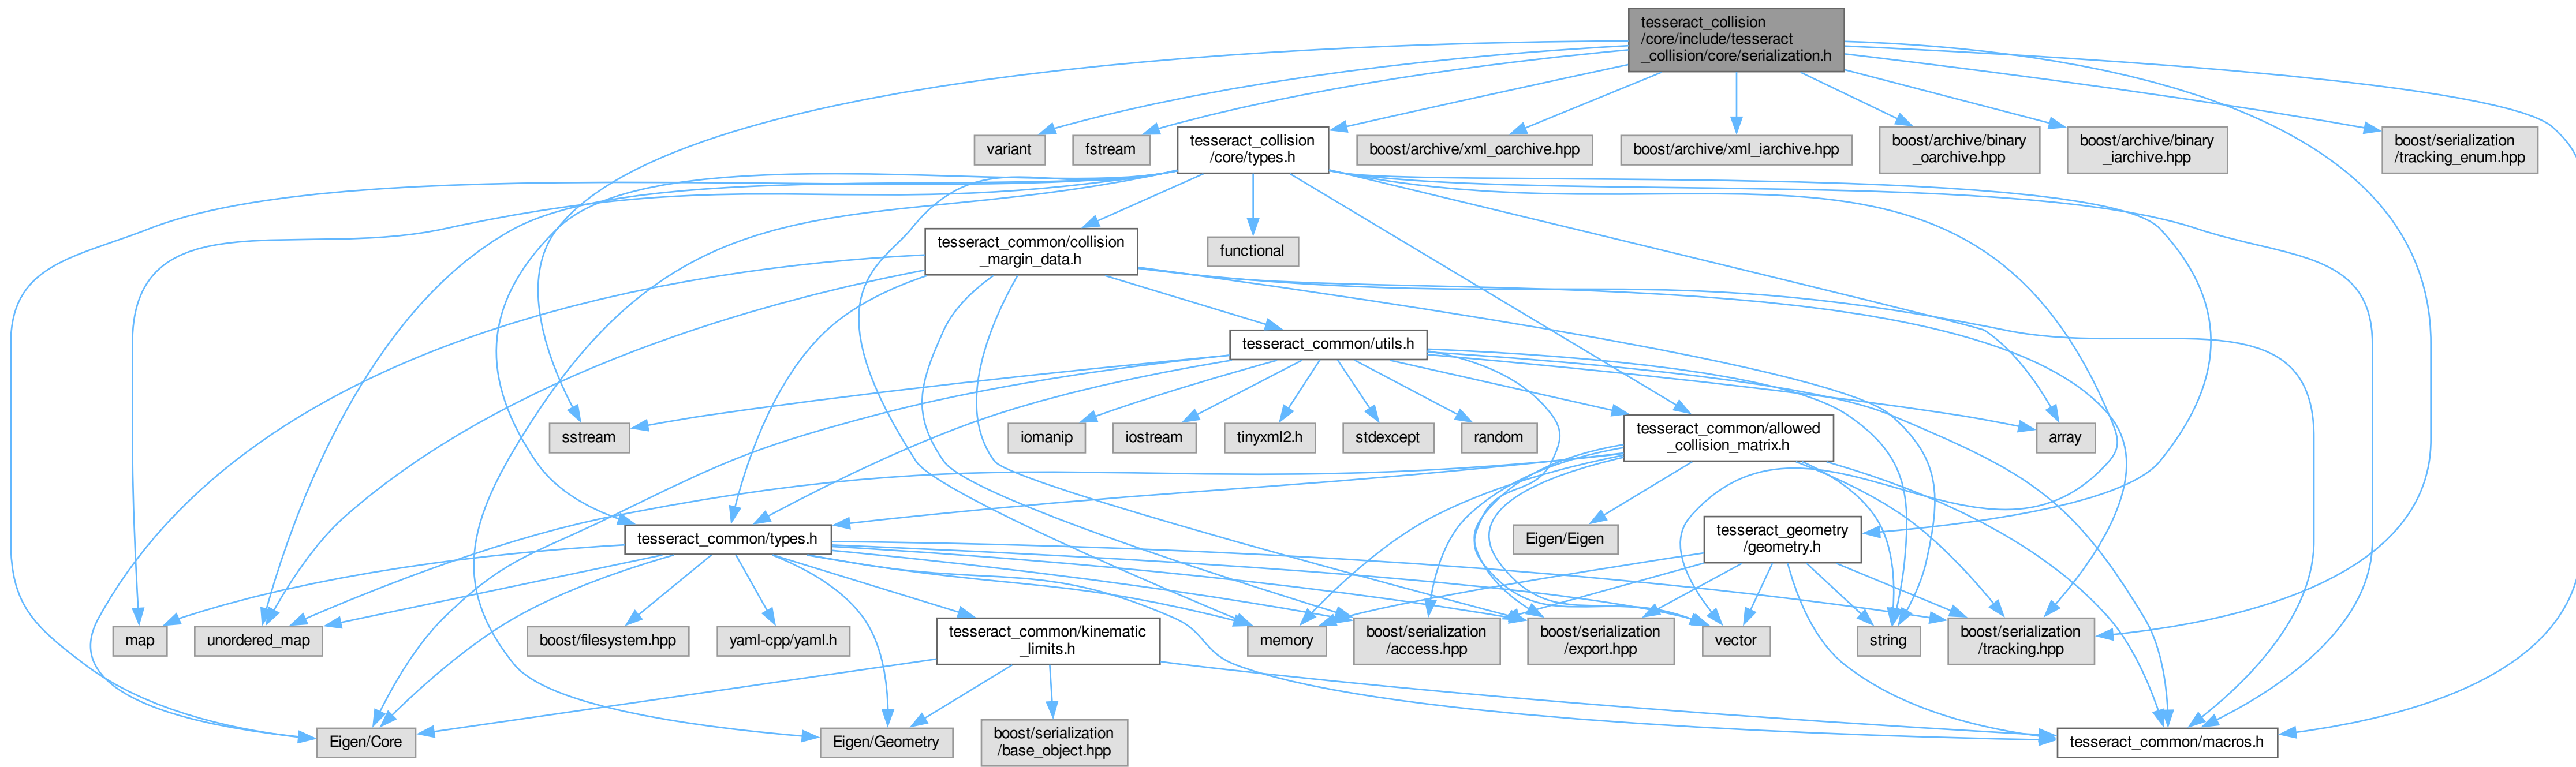 tesseract_collision
/core/include/tesseract
_collision/core/serialization.h
variant
fstream
tesseract_collision
/core/types.h
boost/archive/xml_oarchive.hpp
boost/archive/xml_iarchive.hpp
boost/archive/binary
_oarchive.hpp
boost/archive/binary
_iarchive.hpp
boost/serialization
/tracking_enum.hpp
tesseract_common/collision
_margin_data.h
functional
tesseract_common/utils.h
sstream
iomanip
iostream
tinyxml2.h
stdexcept
random
tesseract_common/allowed
_collision_matrix.h
array
tesseract_common/types.h
Eigen/Eigen
tesseract_geometry
/geometry.h
map
unordered_map
boost/filesystem.hpp
yaml-cpp/yaml.h
tesseract_common/kinematic
_limits.h
memory
boost/serialization
/access.hpp
boost/serialization
/export.hpp
vector
string
boost/serialization
/tracking.hpp
Eigen/Core
Eigen/Geometry
boost/serialization
/base_object.hpp
tesseract_common/macros.h